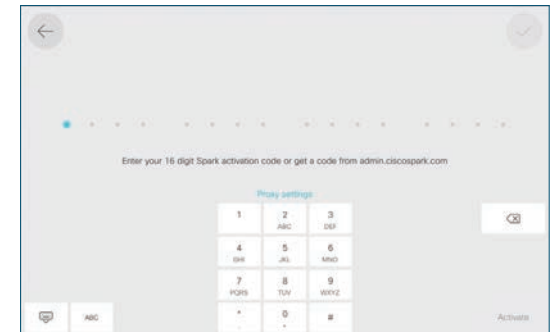 Enter your 16 digit Spark activation code or get a code from admin.ciscospark.com
Proxy settings
1 2 3
ABC DEF
4 5 6
GHI JKL MNO
7 8 9
PQRS TUV WXYZ
* 0 #
ABC
Activate